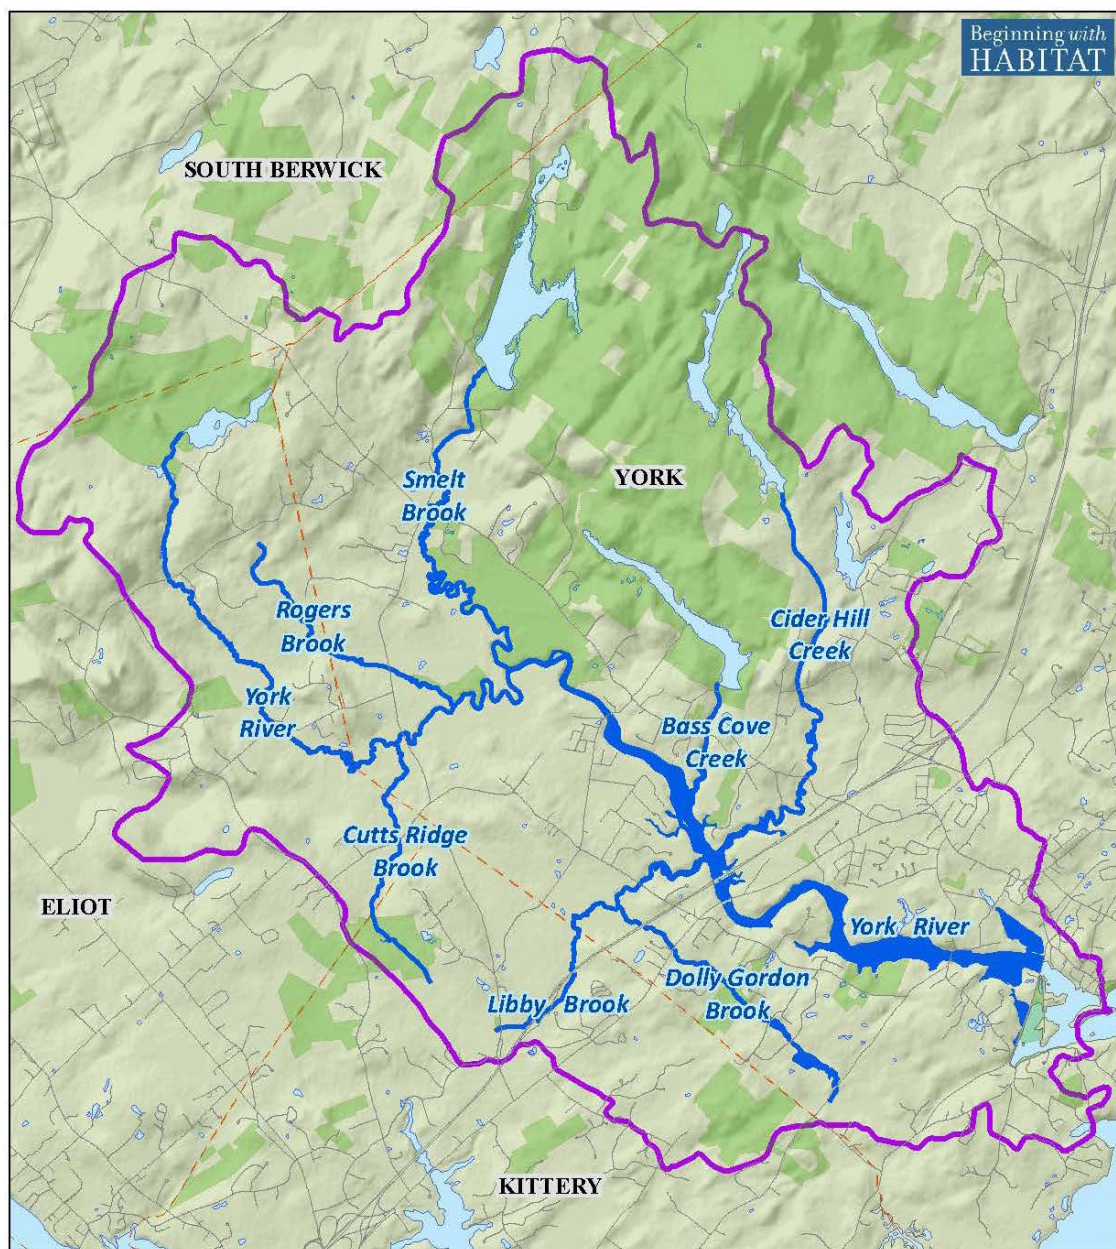 Beginning with
HABITAT
SOUTH BERWICK
YORK
Smelt
Brook
Rogers
Brook
Cider Hill
Creek
York
River
Bass Cove
Creek
Cutts Ridge
Brook
ELIOT
York River
Dolly Gordon
Brook
Libby Brook
KITTERY